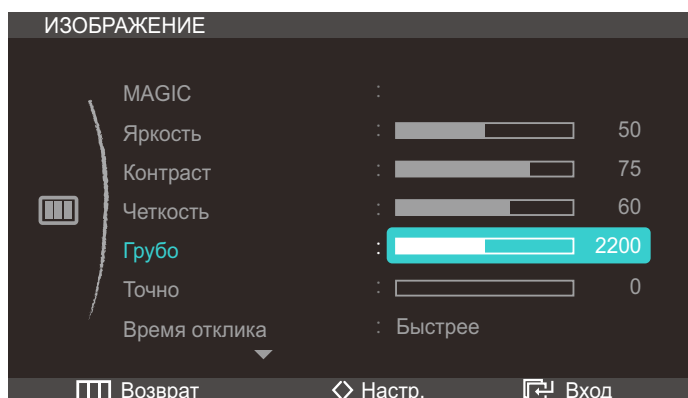 ИЗОБРАЖЕНИЕ
MAGIC :
Яркость : 50
Контраст : 75
Четкость : 60
Грубо : 2200
Точно : 0
Время отклика : Быстрее
Возврат Настр. Вход